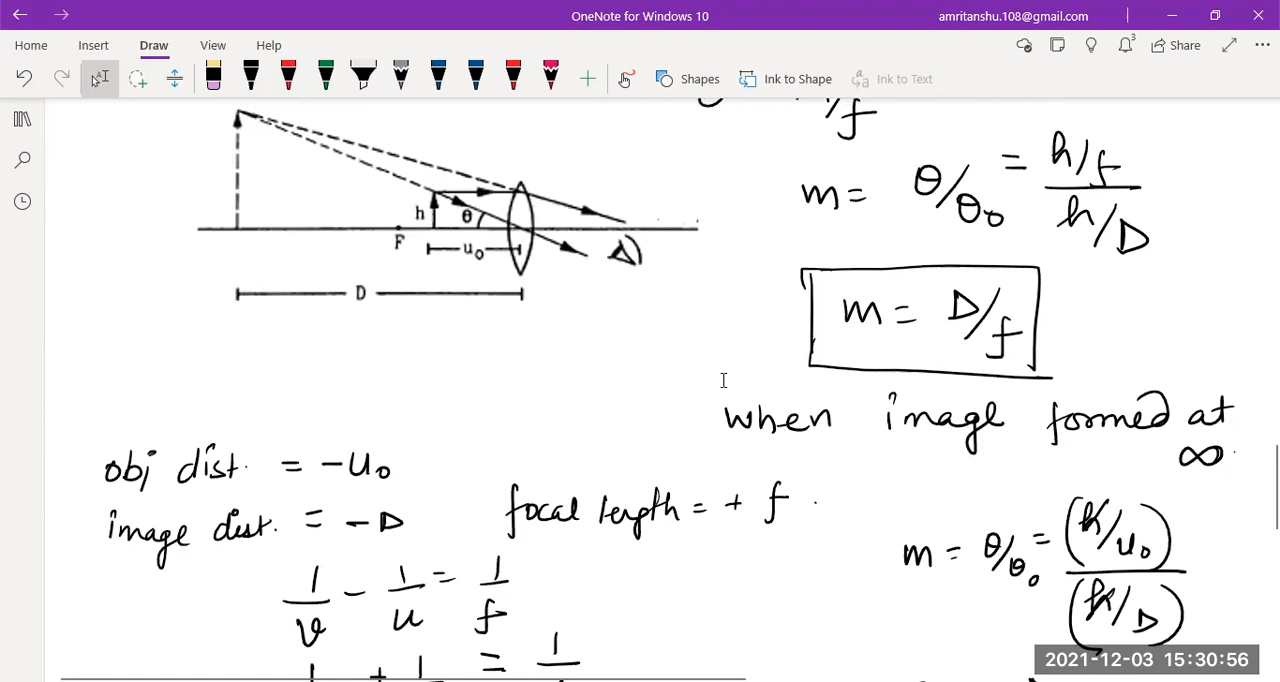 OneNote for Windows 10
amritanshu.108@gmail.com
Home Insert Draw View Help
Share
Shapes
Ink to Shape
Ink to Text
/f
m = θ/θ₀ = h/f / h/D
h
θ
F
u₀
D
m = D/f
when image formed at ∞
obj dist. = -u₀
image dist. = -D
focal length = + f
m = θ/θ₀ = (h/u₀) / (h/D)
1/v - 1/u = 1/f
2021-12-03 15:30:56